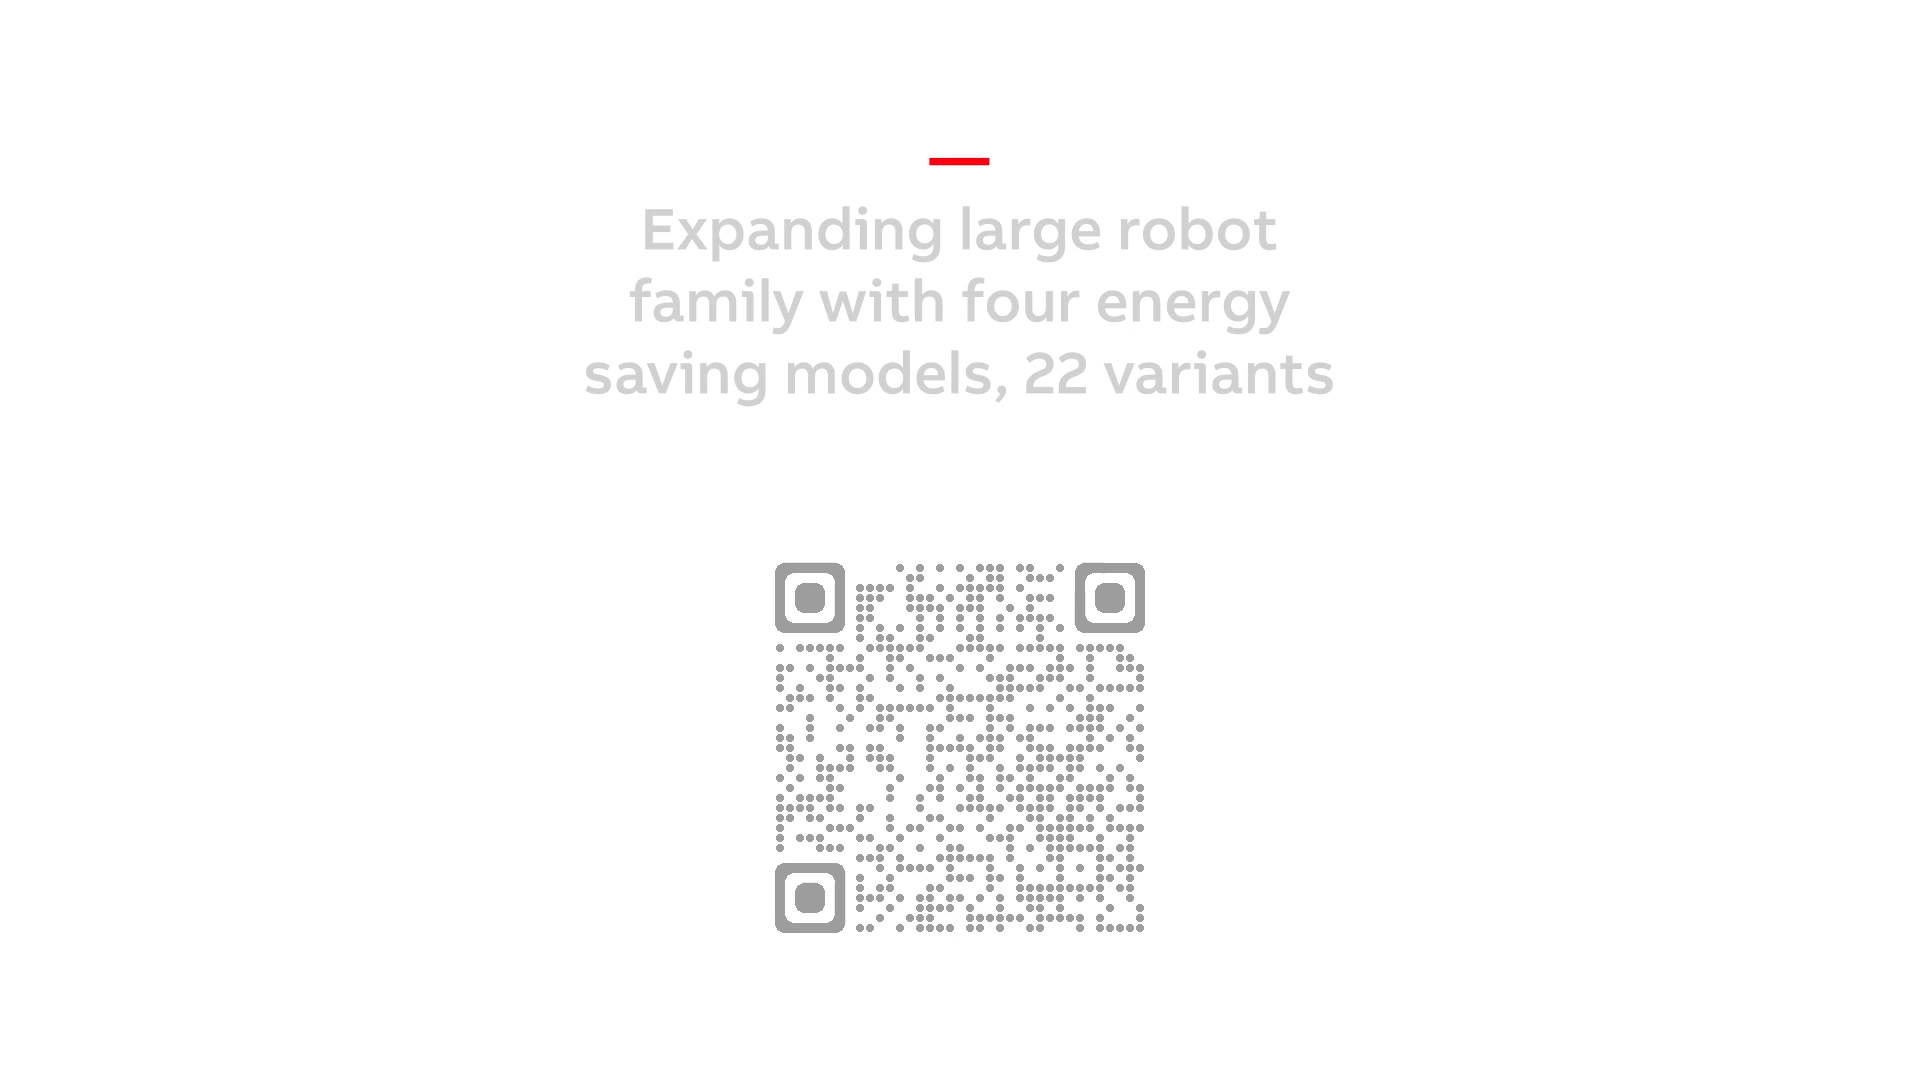 Expanding large robot
family with four energy
saving models, 22 variants